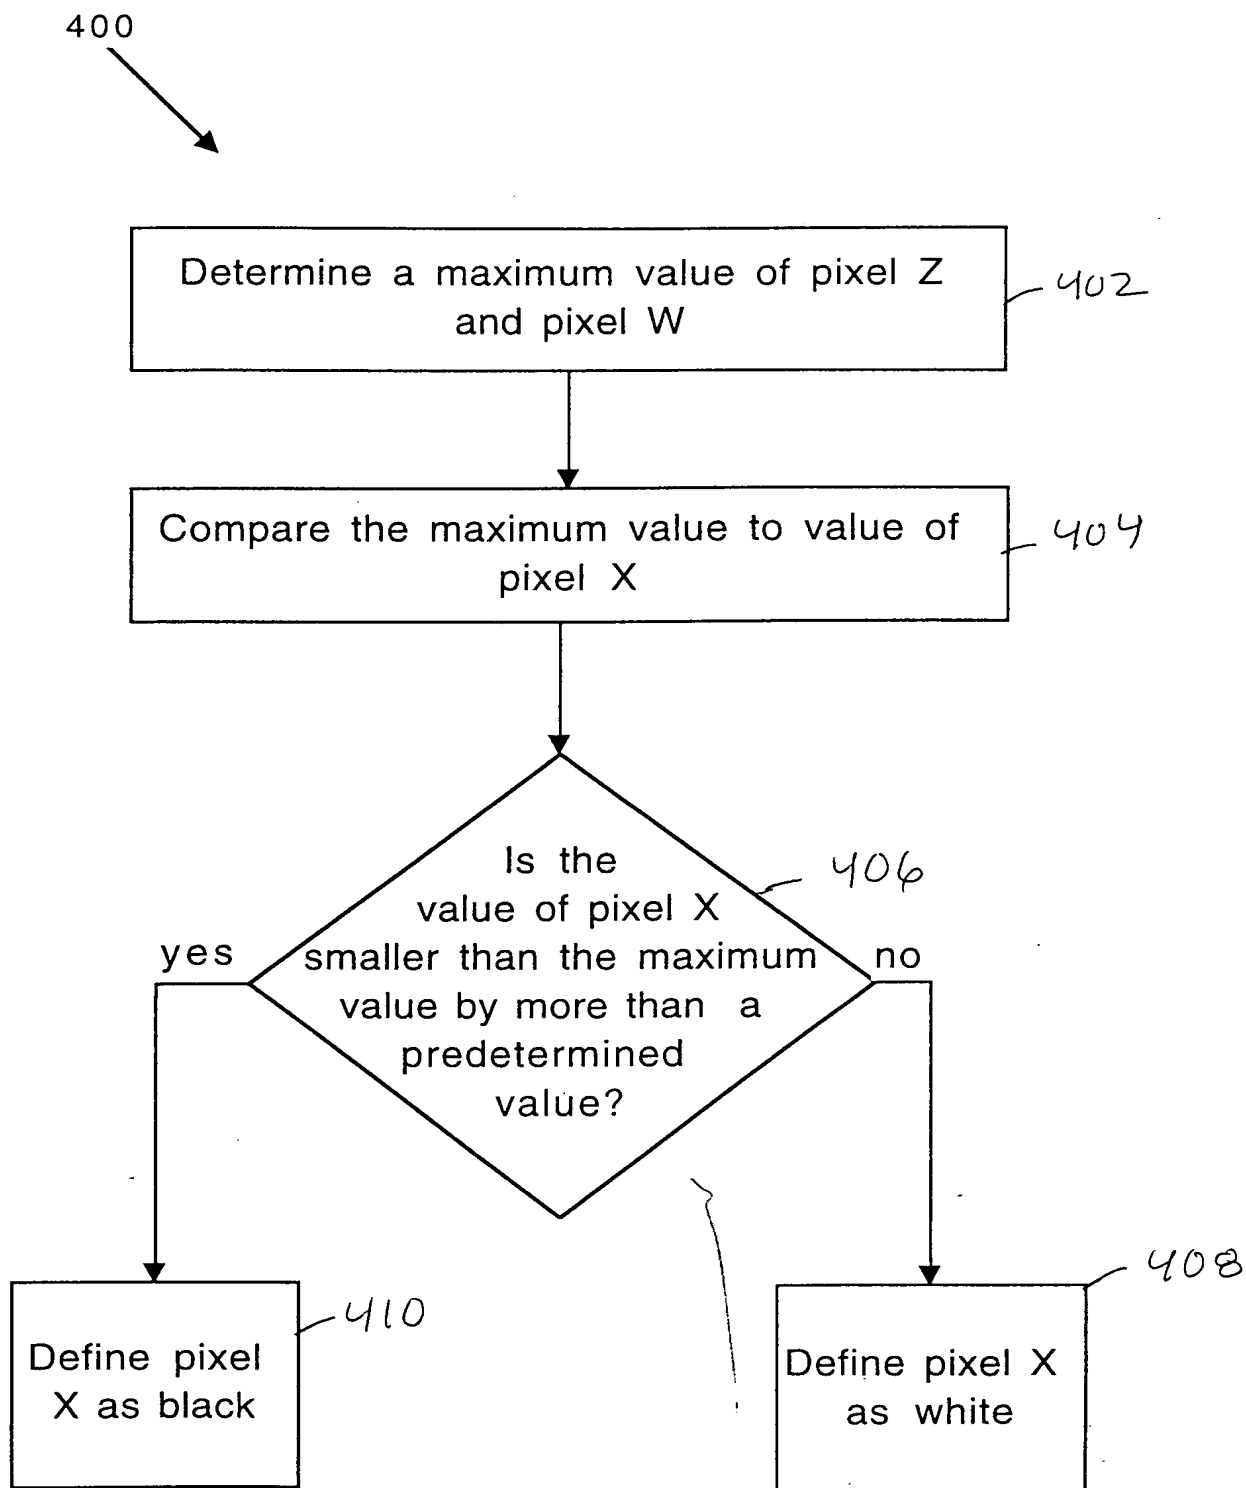 400
Determine a maximum value of pixel Z
and pixel W
402
Compare the maximum value to value of
pixel X
404
Is the
value of pixel X
smaller than the maximum
value by more than a
predetermined
value?
406
yes
no
410
408
Define pixel
X as black
Define pixel X
as white